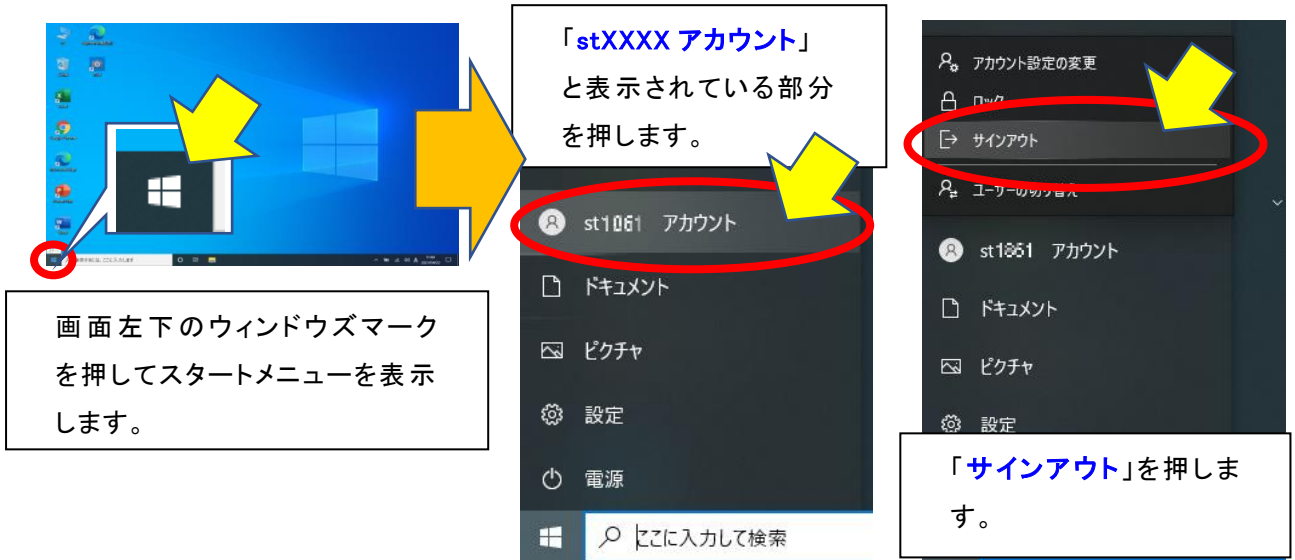 画面左下のウィンドウズマーク
を押してスタートメニューを表示
します。
「stXXXX アカウント」
と表示されている部分
を押します。
st1061 アカウント
ドキュメント
ピクチャ
設定
電源
ここに入力して検索
アカウント設定の変更
ロック
サインアウト
ユーザーの切り替え
st1861 アカウント
ドキュメント
ピクチャ
設定
「サインアウト」を押しま
す。